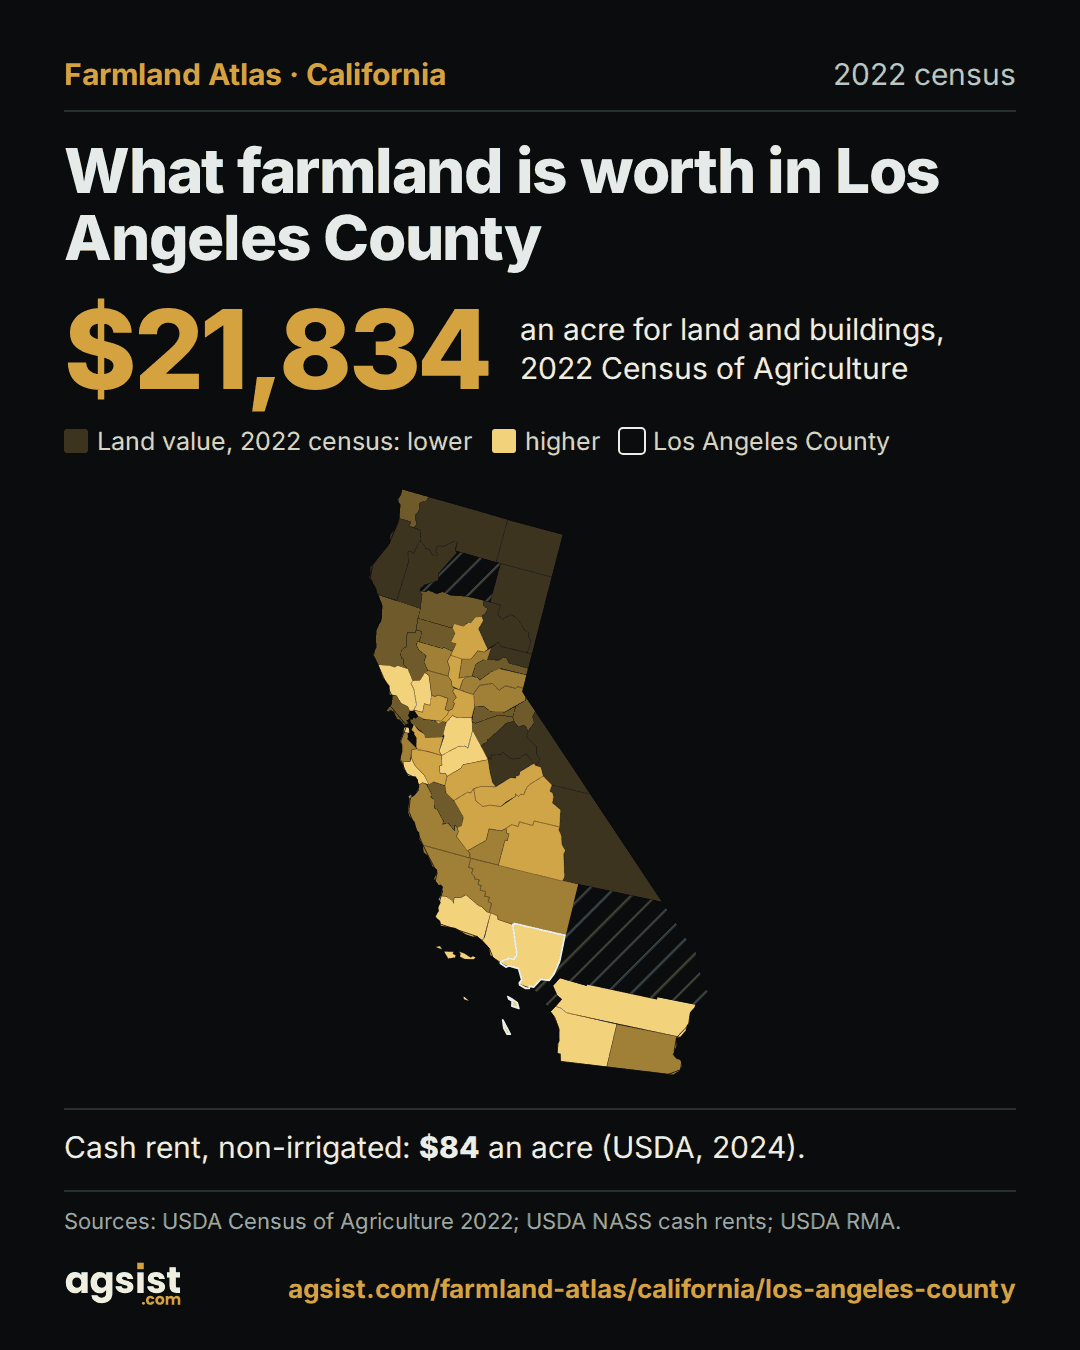 Farmland Atlas · California
2022 census
What farmland is worth in Los
Angeles County
$21,834
an acre for land and buildings,
2022 Census of Agriculture
Land value, 2022 census: lower
higher
Los Angeles County
Cash rent, non-irrigated: $84 an acre (USDA, 2024).
Sources: USDA Census of Agriculture 2022; USDA NASS cash rents; USDA RMA.
agsist
.com
agsist.com/farmland-atlas/california/los-angeles-county